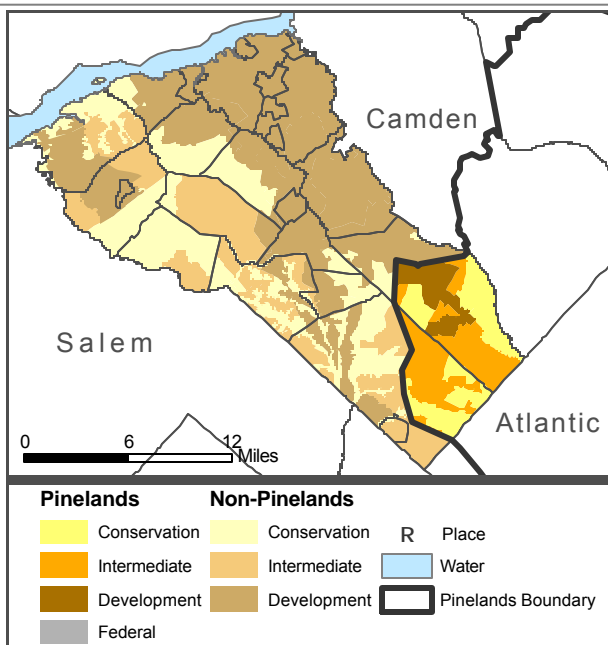 Camden
Salem
Atlantic
0 6 12
Miles
Pinelands Non-Pinelands
Conservation Conservation R Place
Intermediate Intermediate Water
Development Development Pinelands Boundary
Federal